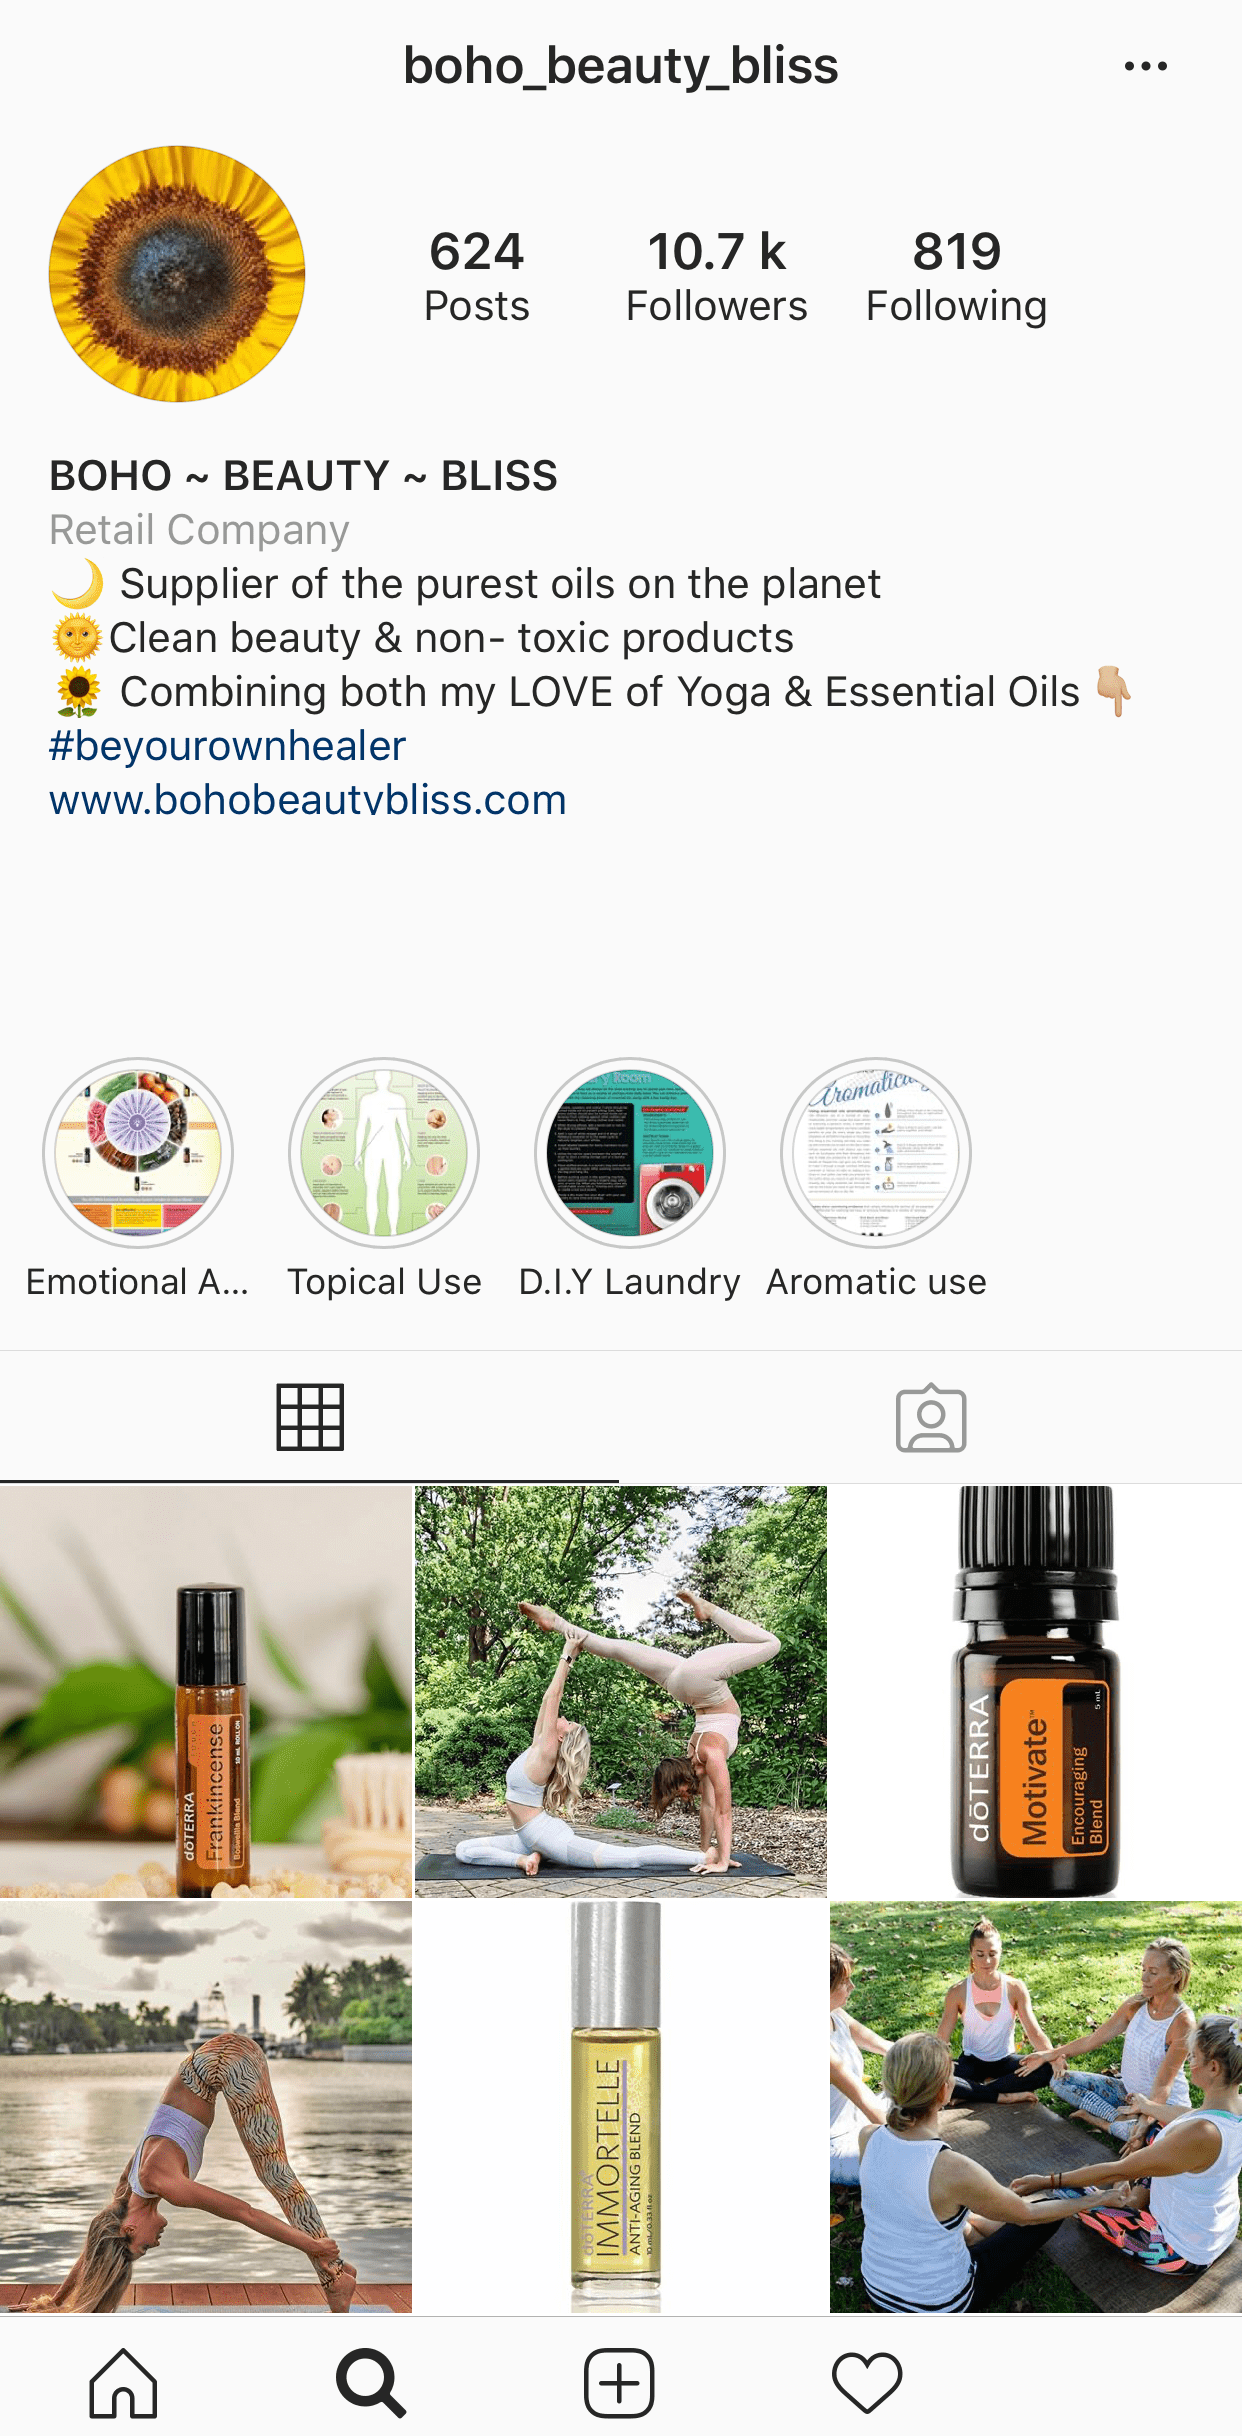 boho_beauty_bliss
624
10.7 k
819
Posts
Followers
Following
BOHO ~ BEAUTY ~ BLISS
Retail Company
🌙 Supplier of the purest oils on the planet
🌞Clean beauty & non- toxic products
🌻 Combining both my LOVE of Yoga & Essential Oils 👇🏼
#beyourownhealer
www.bohobeautybliss.com
y Room
Aromatic
Emotional A...
Topical Use
D.I.Y Laundry
Aromatic use
dōTERRA
TOUCH
Frankincense
Boswellia Blend
10 mL ROLL ON
dōTERRA
Motivate™
Encouraging
Blend
5 mL
dōTERRA
IMMORTELLE
ANTI-AGING BLEND
10 mL/0.33 fl oz